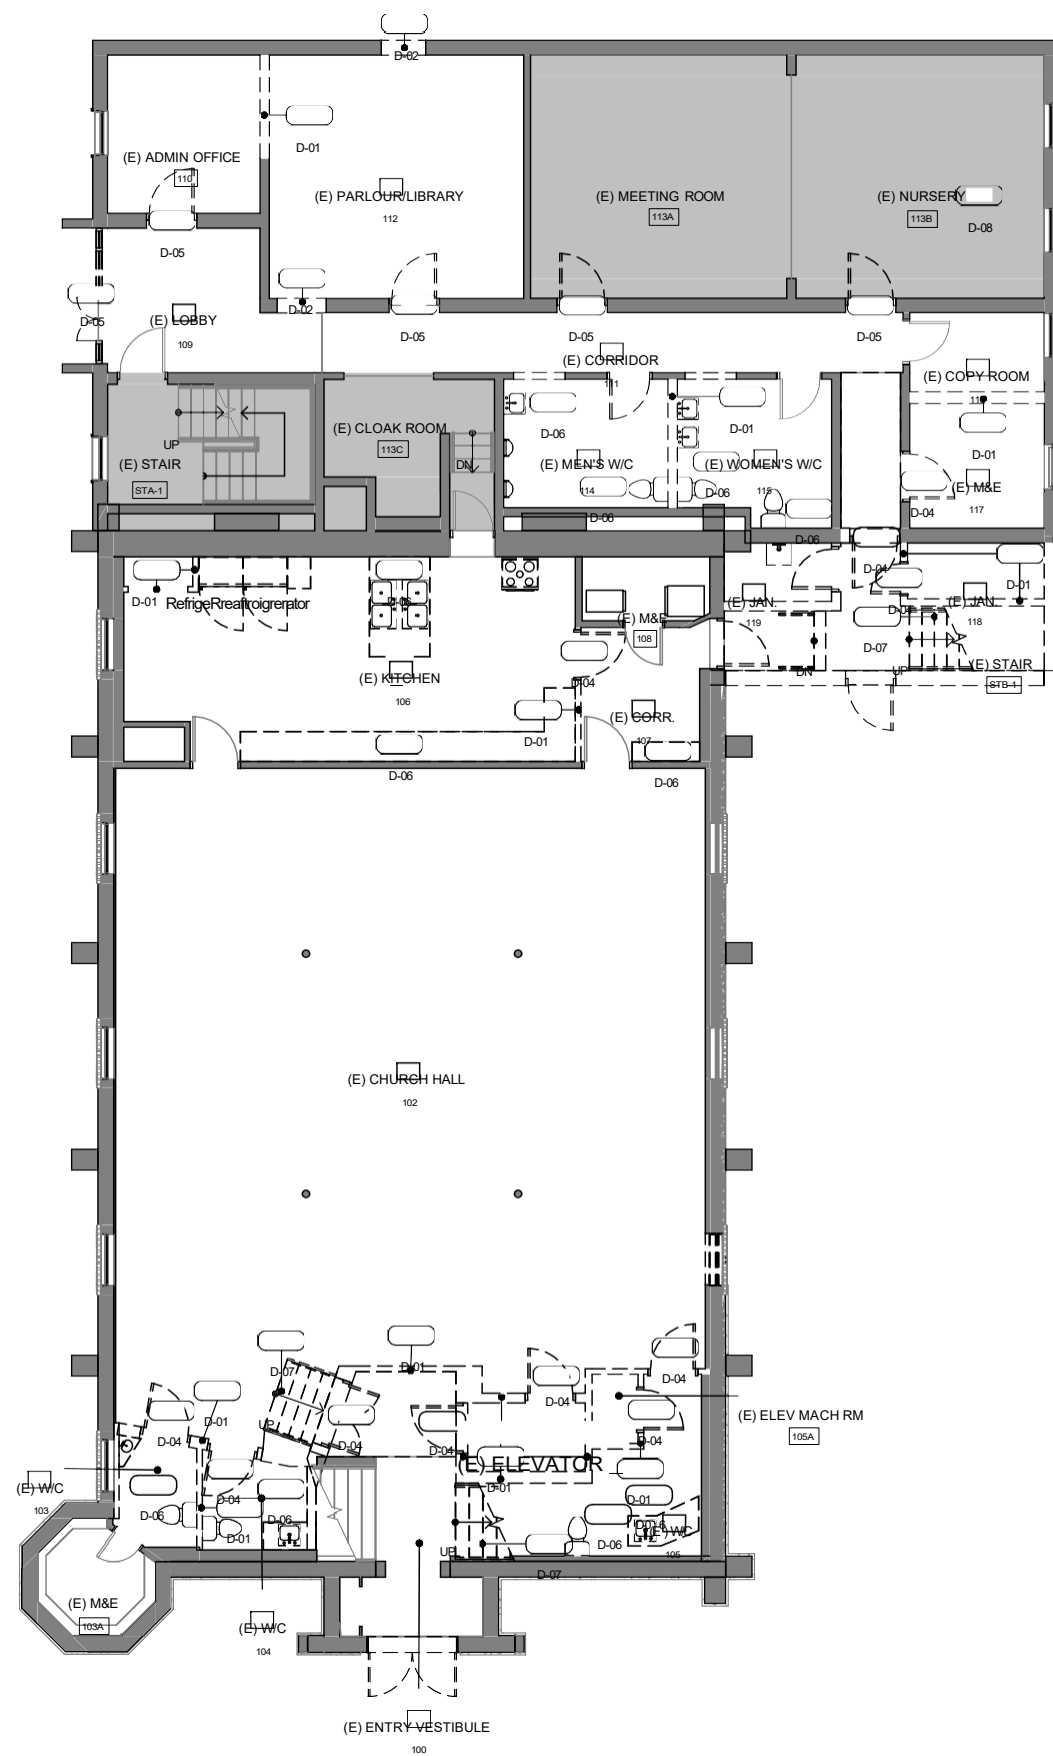 D-02
D-01
(E) ADMIN OFFICE
110
(E) PARLOUR/LIBRARY
112
(E) MEETING ROOM
113A
(E) NURSERY
113B
D-08
D-05
D-02
D-05
(E) LOBBY
109
D-05
D-05
D-05
(E) CORRIDOR
111
(E) COPY ROOM
D-01
(E) CLOAK ROOM
113C
UP
(E) STAIR
STA-1
DN
D-06
D-01
(E) MEN'S W/C
114
(E) WOMEN'S W/C
115
D-06
D-06
D-06
(E) M&E
117
D-04
D-04
D-01
D-01
RefrigeRreaftroigrerator
D-06
(E) M&E
108
(E) JAN.
119
D-04
(E) JAN.
118
D-07
(E) STAIR
STB-1
DN
UP
(E) KITCHEN
106
D-04
(E) CORR.
107
D-01
D-06
D-06
(E) CHURCH HALL
102
D-07
D-01
D-04
D-04
D-01
UP
D-04
D-04
D-04
D-04
(E) ELEV MACH RM
105A
(E) ELEVATOR
D-01
D-01
(E) W/C
103
D-06
D-04
D-01
D-06
UP
D-06
D-06
(E) W/C
105
D-07
(E) M&E
103A
(E) W/C
104
(E) ENTRY VESTIBULE
100